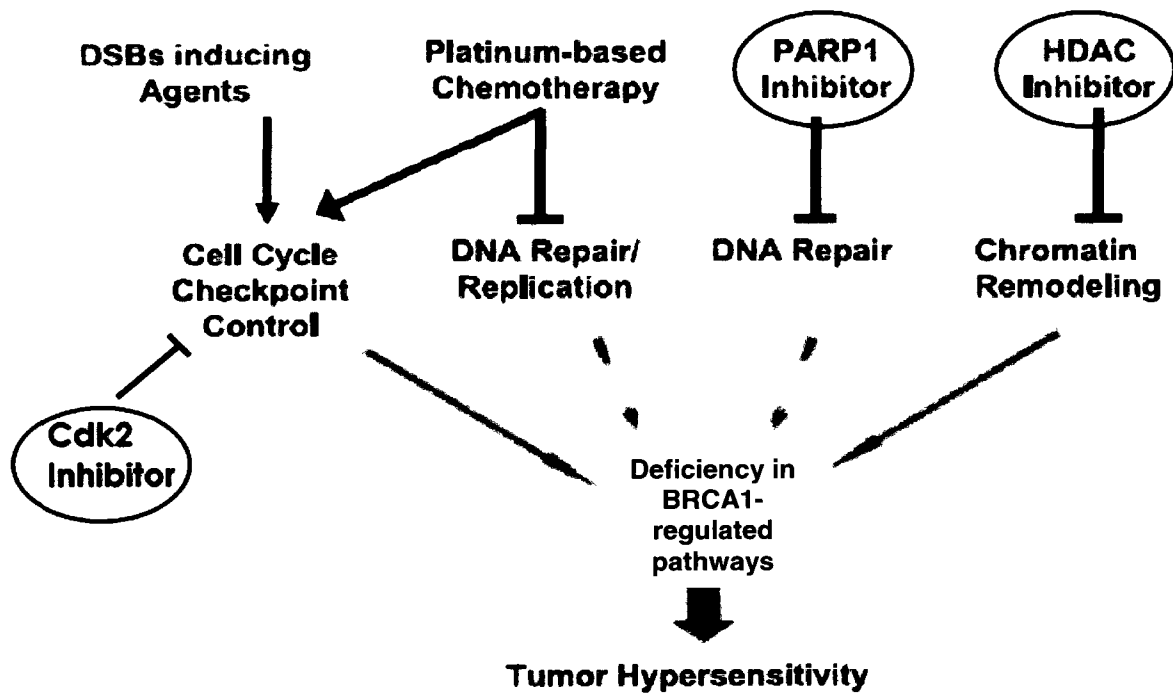 DSBs inducing
Agents
Platinum-based
Chemotherapy
PARP1
Inhibitor
HDAC
Inhibitor
Cell Cycle
Checkpoint
Control
DNA Repair/
Replication
DNA Repair
Chromatin
Remodeling
Cdk2
Inhibitor
Deficiency in
BRCA1-
regulated
pathways
Tumor Hypersensitivity